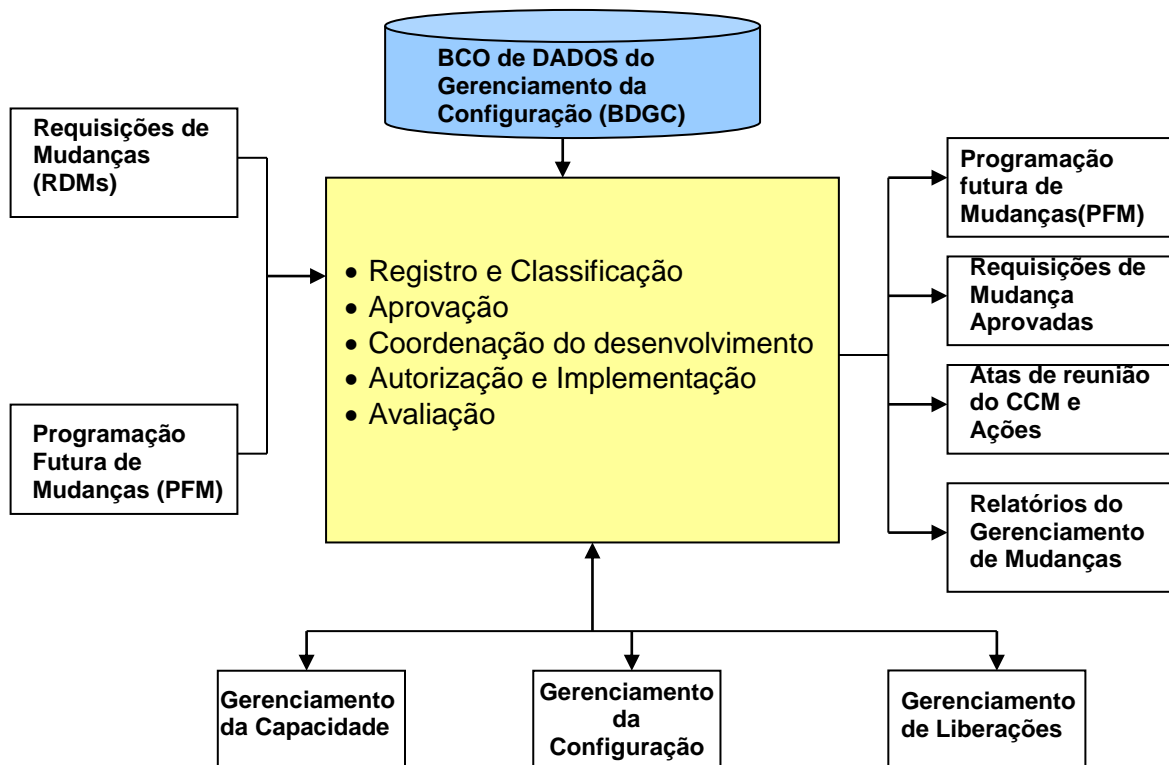 BCO de DADOS do
Gerenciamento da
Configuração (BDGC)
Requisições de
Mudanças
(RDMs)
Programação
Futura de
Mudanças (PFM)
• Registro e Classificação
• Aprovação
• Coordenação do desenvolvimento
• Autorização e Implementação
• Avaliação
Programação
futura de
Mudanças(PFM)
Requisições de
Mudança
Aprovadas
Atas de reunião
do CCM e
Ações
Relatórios do
Gerenciamento
de Mudanças
Gerenciamento
da Capacidade
Gerenciamento
da
Configuração
Gerenciamento
de Liberações